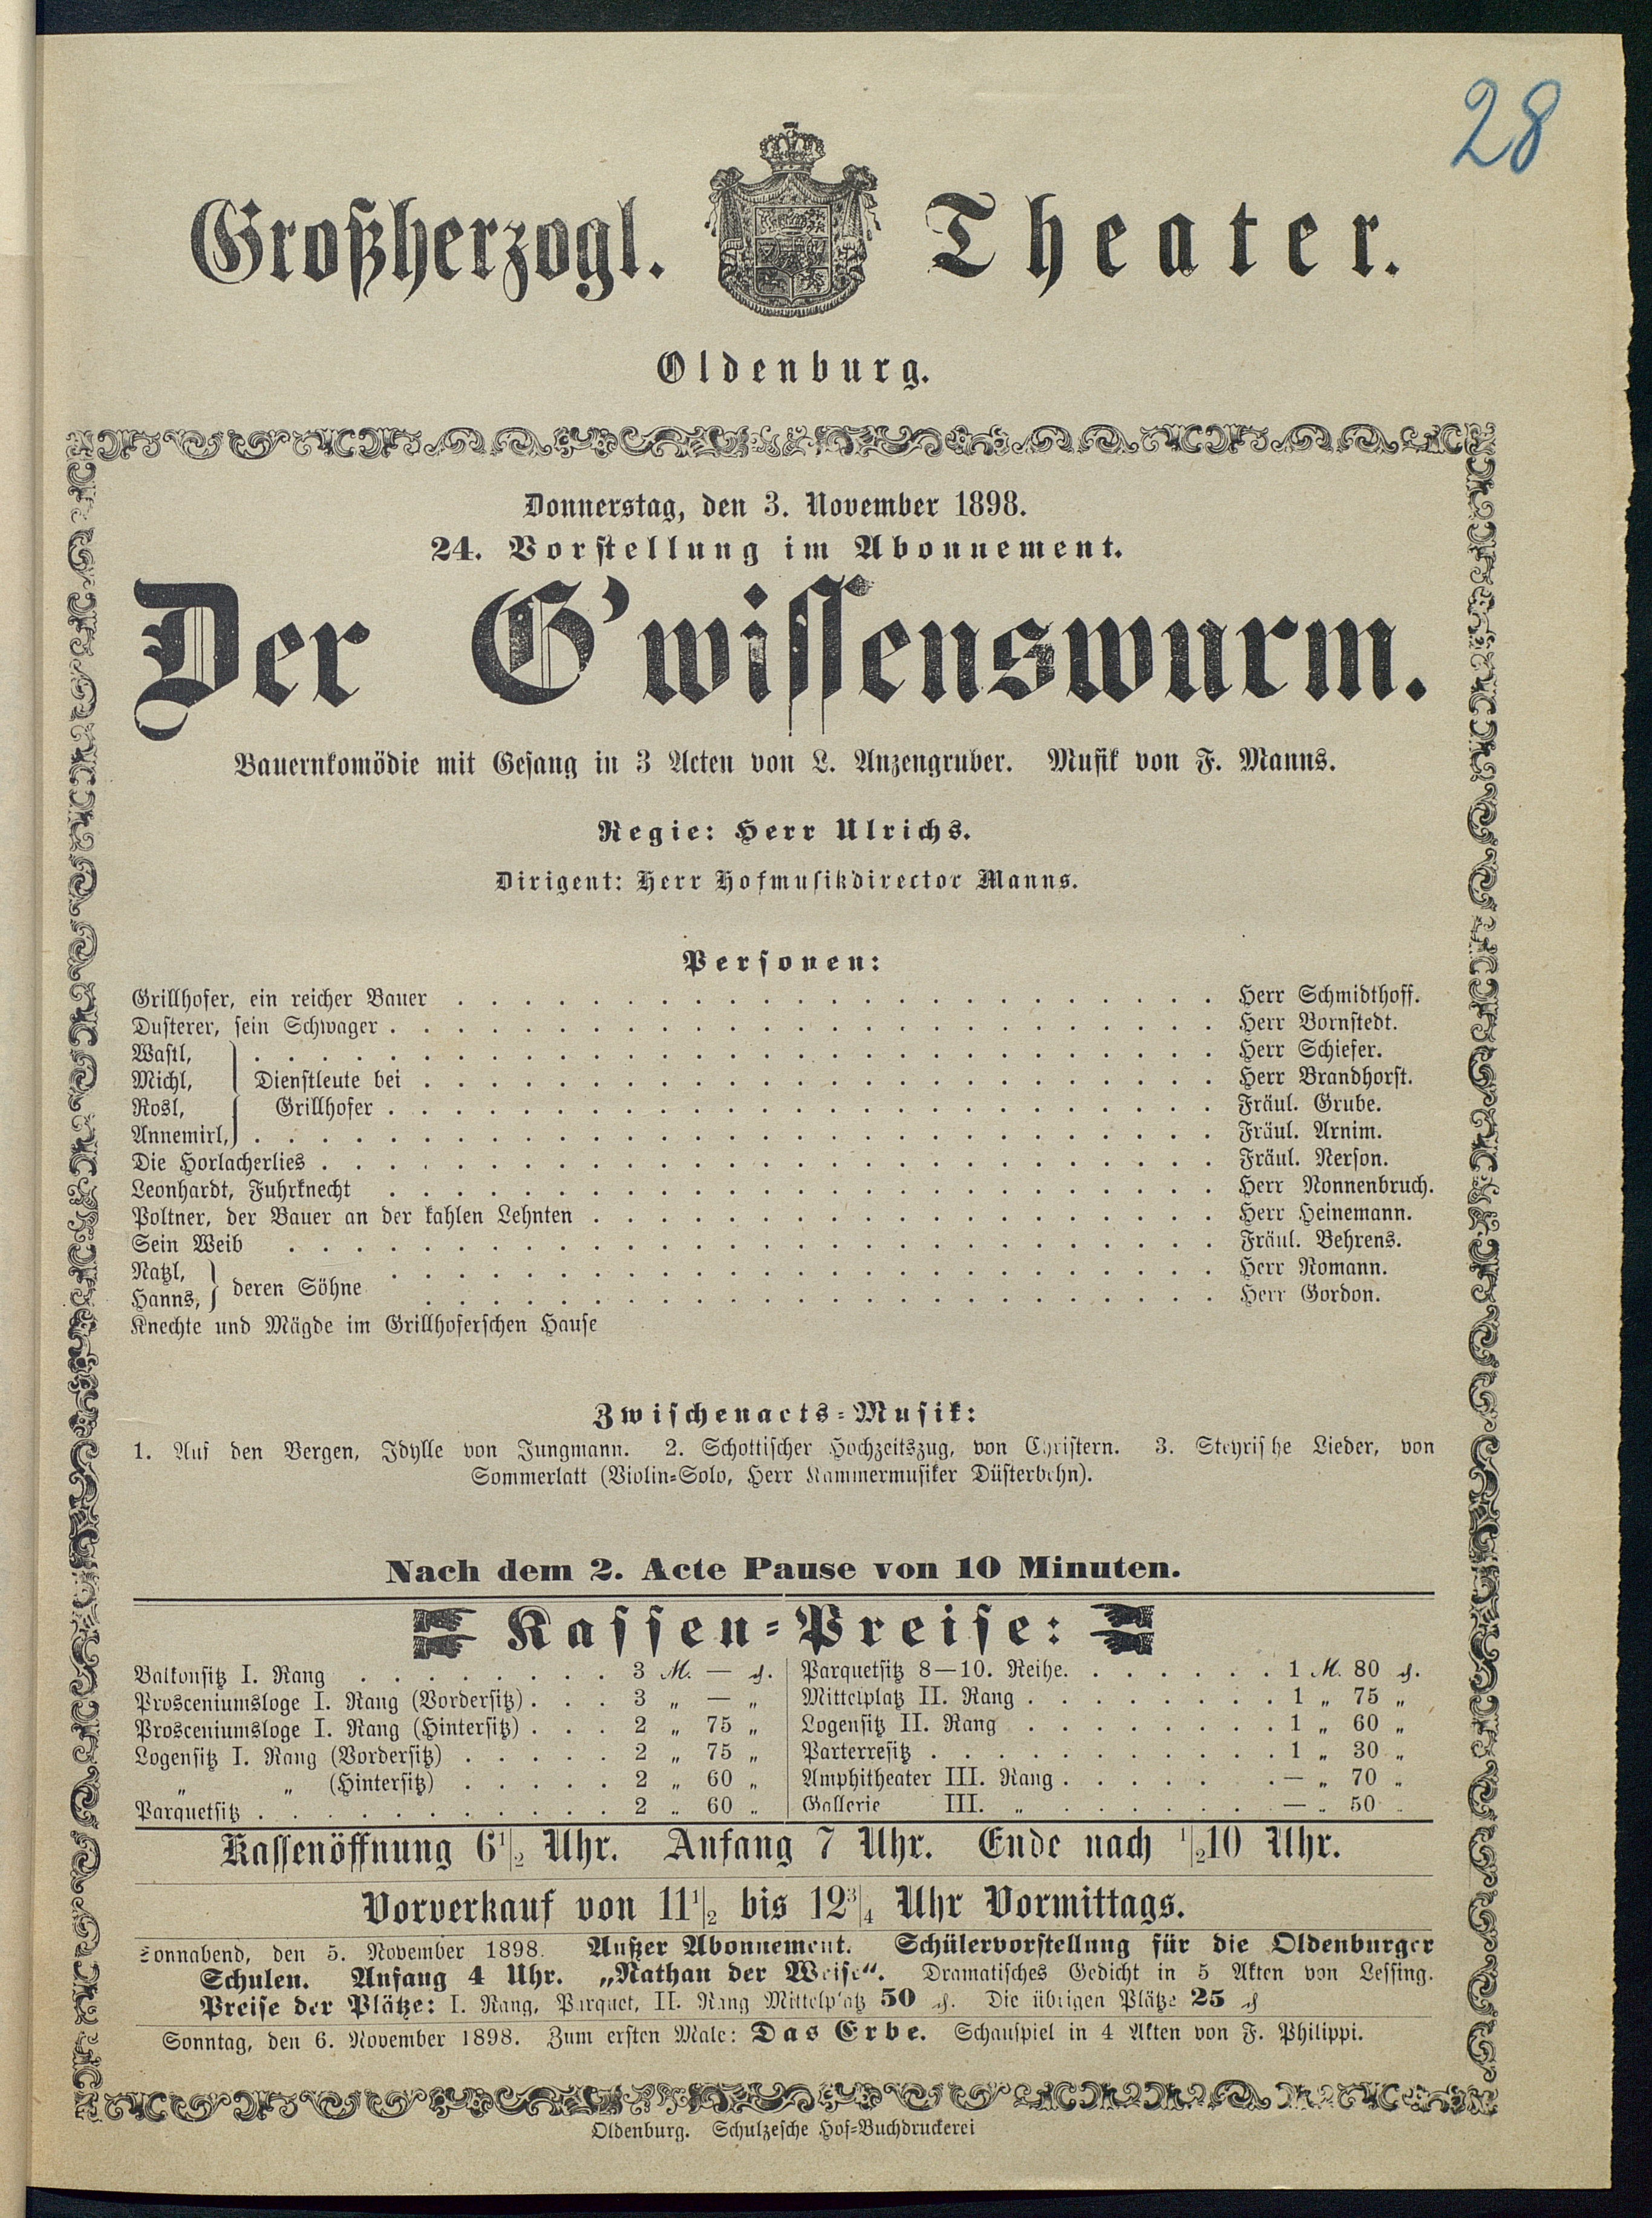 28
Großherzogl. Theater.
Oldenburg.
Donnerstag, den 3. November 1898.
24. Vorstellung im Abonnement.
Der G'wissenswurm.
Bauernkomödie mit Gesang in 3 Acten von L. Anzengruber. Musik von F. Manns.
Regie: Herr Ulrichs.
Dirigent: Herr Hofmusikdirector Manns.
Personen:
Grillhofer, ein reicher Bauer . . . Herr Schmidthoff.
Dusterer, sein Schwager . . . Herr Bornstedt.
Wastl, . . . Herr Schiefer.
Michl, Dienstleute bei . . . Herr Brandhorst.
Rosl, Grillhofer . . . Fräul. Grube.
Annemirl, . . . Fräul. Arnim.
Die Horlacherlies . . . Fräul. Nerson.
Leonhardt, Fuhrknecht . . . Herr Nonnenbruch.
Poltner, der Bauer an der kahlen Lehnten . . . Herr Heinemann.
Sein Weib . . . Fräul. Behrens.
Natzl, . . . Herr Romann.
deren Söhne
Hanns, . . . Herr Gordon.
Knechte und Mägde im Grillhoferschen Hause
Zwischenacts-Musik:
1. Auf den Bergen, Idylle von Jungmann. 2. Schottischer Hochzeitszug, von Christern. 3. Steyrische Lieder, von
Sommerlatt (Violin-Solo, Herr Kammermusiker Düsterbehn).
Nach dem 2. Acte Pause von 10 Minuten.
Kassen-Preise:
Balkonsitz I. Rang . . . 3 M. — ₰.
Prosceniumsloge I. Rang (Vordersitz) . . . 3 „ — „
Prosceniumsloge I. Rang (Hintersitz) . . . 2 „ 75 „
Logensitz I. Rang (Vordersitz) . . . 2 „ 75 „
„ „ (Hintersitz) . . . 2 „ 60 „
Parquetsitz . . . 2 „ 60 „
Parquetsitz 8—10. Reihe. . . . 1 M. 80 ₰.
Mittelplatz II. Rang . . . 1 „ 75 „
Logensitz II. Rang . . . 1 „ 60 „
Parterresitz . . . 1 „ 30 „
Amphitheater III. Rang . . . — „ 70 „
Gallerie III. „ . . . — „ 50 „
Kassenöffnung 6 1/2 Uhr. Anfang 7 Uhr. Ende nach 1/2 10 Uhr.
Vorverkauf von 11 1/2 bis 12 3/4 Uhr Vormittags.
Sonnabend, den 5. November 1898. Außer Abonnement. Schülervorstellung für die Oldenburger
Schulen. Anfang 4 Uhr. „Nathan der Weise“. Dramatisches Gedicht in 5 Akten von Lessing.
Preise der Plätze: I. Rang, Parquet, II. Rang Mittelplatz 50 ₰. Die übrigen Plätze 25 ₰
Sonntag, den 6. November 1898. Zum ersten Male: Das Erbe. Schauspiel in 4 Akten von F. Philippi.
Oldenburg. Schulzesche Hof-Buchdruckerei